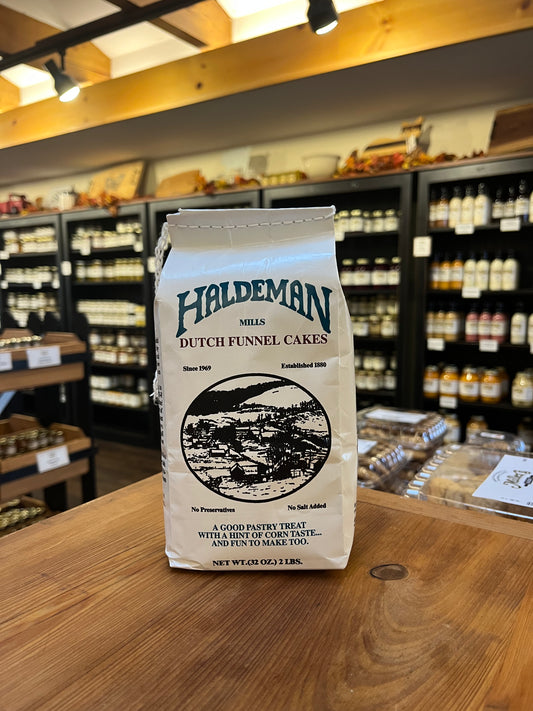 HALDEMAN
MILLS
DUTCH FUNNEL CAKES
Since 1969 Established 1880
No Preservatives No Salt Added
A GOOD PASTRY TREAT
WITH A HINT OF CORN TASTE...
AND FUN TO MAKE TOO.
NET WT.(32 OZ.) 2 LBS.